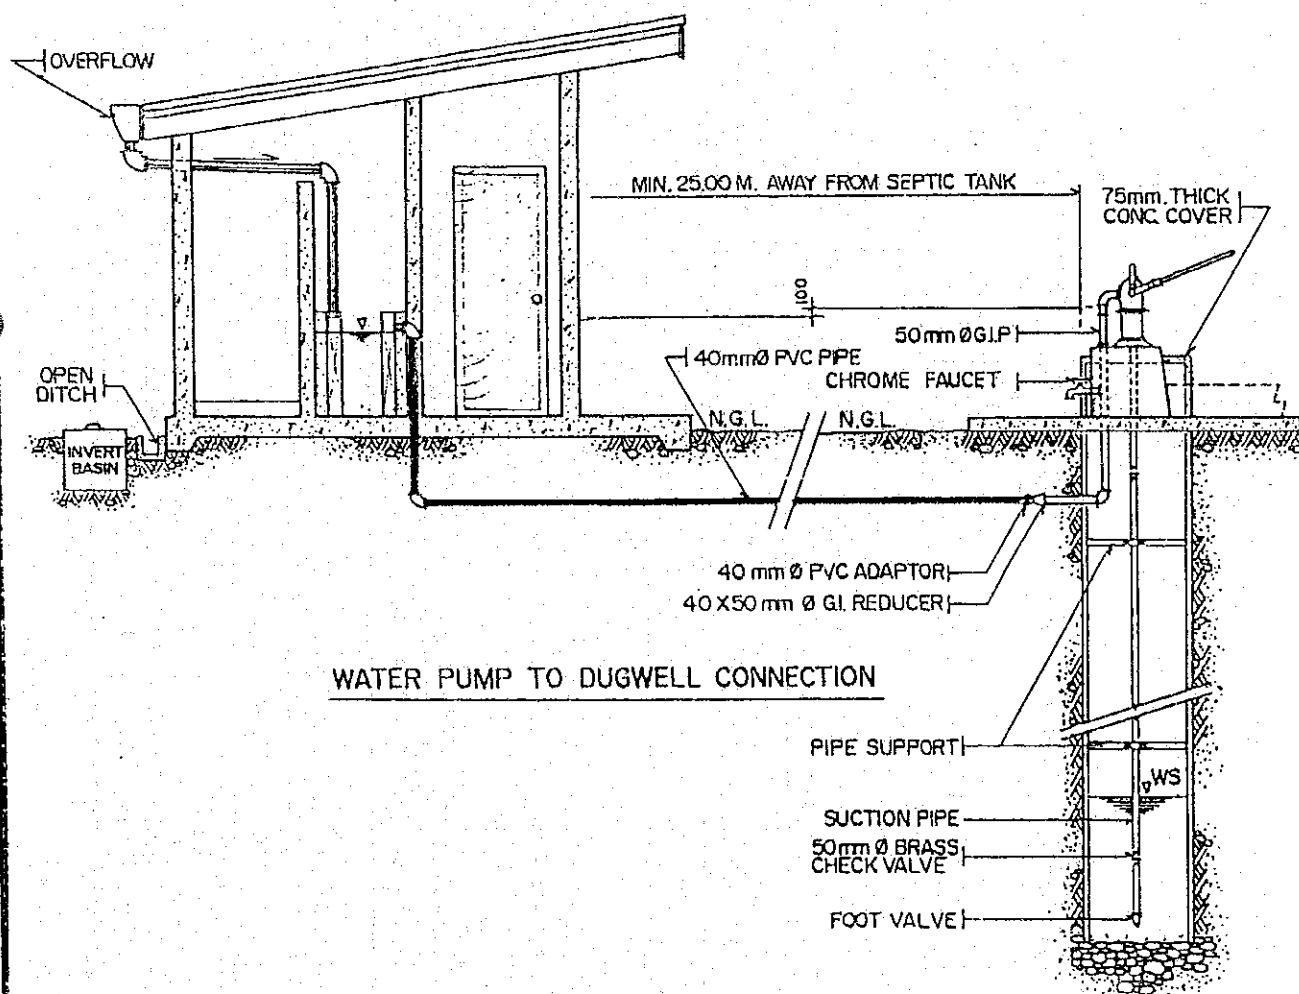 OVERFLOW
MIN. 25.00 M. AWAY FROM SEPTIC TANK
75mm. THICK
CONC. COVER
100
50mm Ø G.I.P
40mmØ PVC PIPE
CHROME FAUCET
OPEN
DITCH
N.G.L.
N.G.L.
INVERT
BASIN
40 mm Ø PVC ADAPTOR
40 X 50 mm Ø G.I. REDUCER
WATER PUMP TO DUGWELL CONNECTION
PIPE SUPPORT
WS
SUCTION PIPE
50mm Ø BRASS
CHECK VALVE
FOOT VALVE